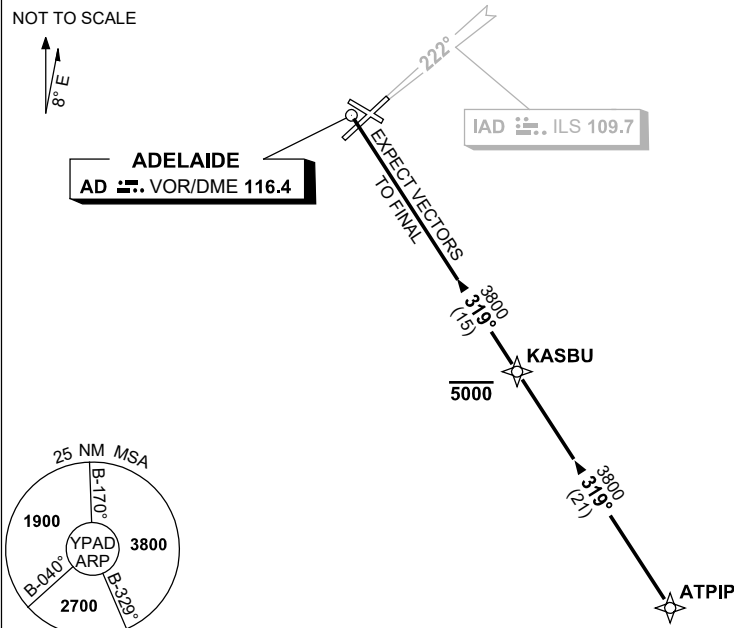 NOT TO SCALE
8° E
222°
IAD ILS 109.7
ADELAIDE
AD VOR/DME 116.4
EXPECT VECTORS
TO FINAL
3800
319°
(15)
KASBU
5000
3800
319°
(21)
ATPIP
25 NM MSA
B-170°
1900
YPAD
ARP
3800
B-040°
B-329°
2700